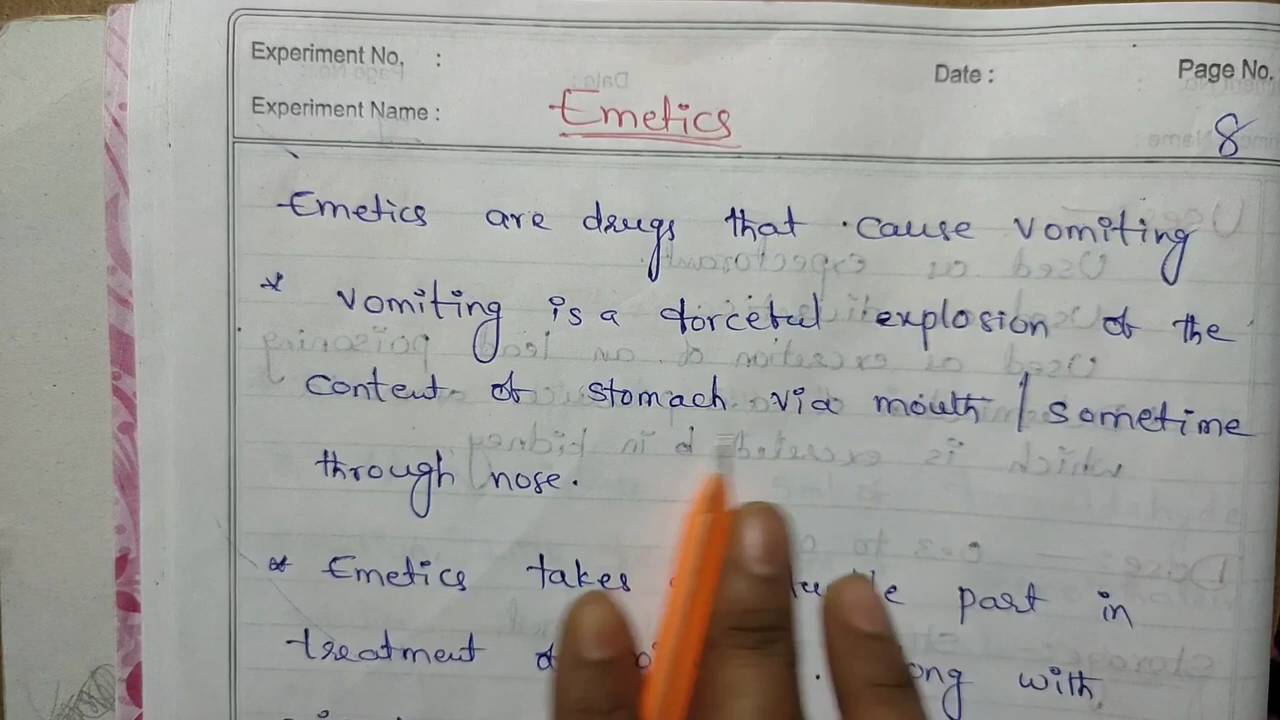 Experiment No. :
Date :
Page No.
Experiment Name :
Emetics
8
Emetics are drugs that cause vomiting
* vomiting is a forceful explosion of the
content of stomach via mouth / sometime
through nose.
* Emetics takes part in
treatment with